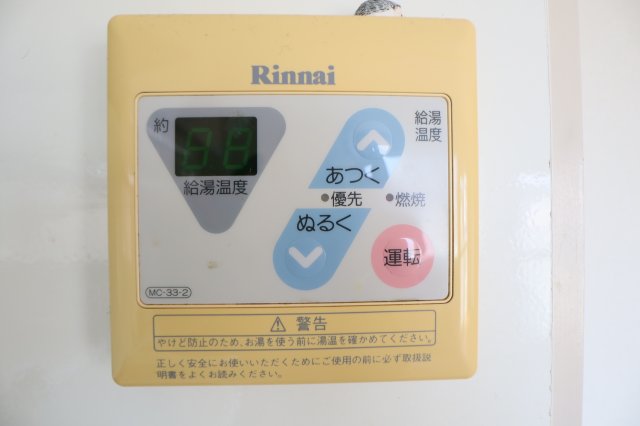 Rinnai
約
給湯温度
給湯
温度
あつく
優先
燃焼
ぬるく
運転
MC-33-2
⚠ 警告
やけど防止のため、お湯を使う前に湯温を確かめてください。
正しく安全にお使いいただくためにご使用の前に必ず取扱説
明書をよくお読みください。